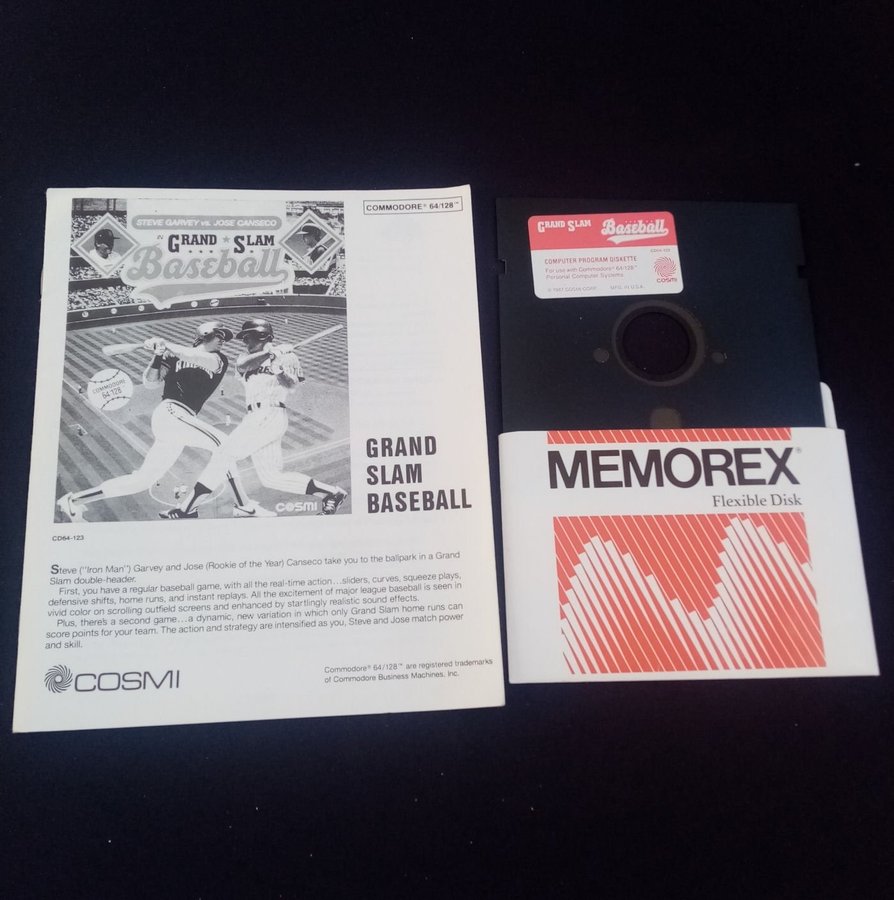 COMMODORE® 64/128™
STEVE GARVEY vs. JOSE CANSECO
IN
GRAND ★ SLAM
Baseball
COMMODORE
64/128
COSMI
GRAND
SLAM
BASEBALL
CD64-123
Steve ("Iron Man") Garvey and Jose (Rookie of the Year) Canseco take you to the ballpark in a Grand
Slam double-header.
First, you have a regular baseball game, with all the real-time action...sliders, curves, squeeze plays,
defensive shifts, home runs, and instant replays. All the excitement of major league baseball is seen in
vivid color on scrolling outfield screens and enhanced by startlingly realistic sound effects.
Plus, there's a second game...a dynamic, new variation in which only Grand Slam home runs can
score points for your team. The action and strategy are intensified as you, Steve and Jose match power
and skill.
COSMI
Commodore® 64/128™ are registered trademarks
of Commodore Business Machines, Inc.
GRAND SLAM Baseball
CD64-123
COMPUTER PROGRAM DISKETTE
For use with Commodore® 64/128™
Personal Computer Systems
COSMI
© 1987 COSMI CORP. MFG. IN U.S.A.
MEMOREX®
Flexible Disk